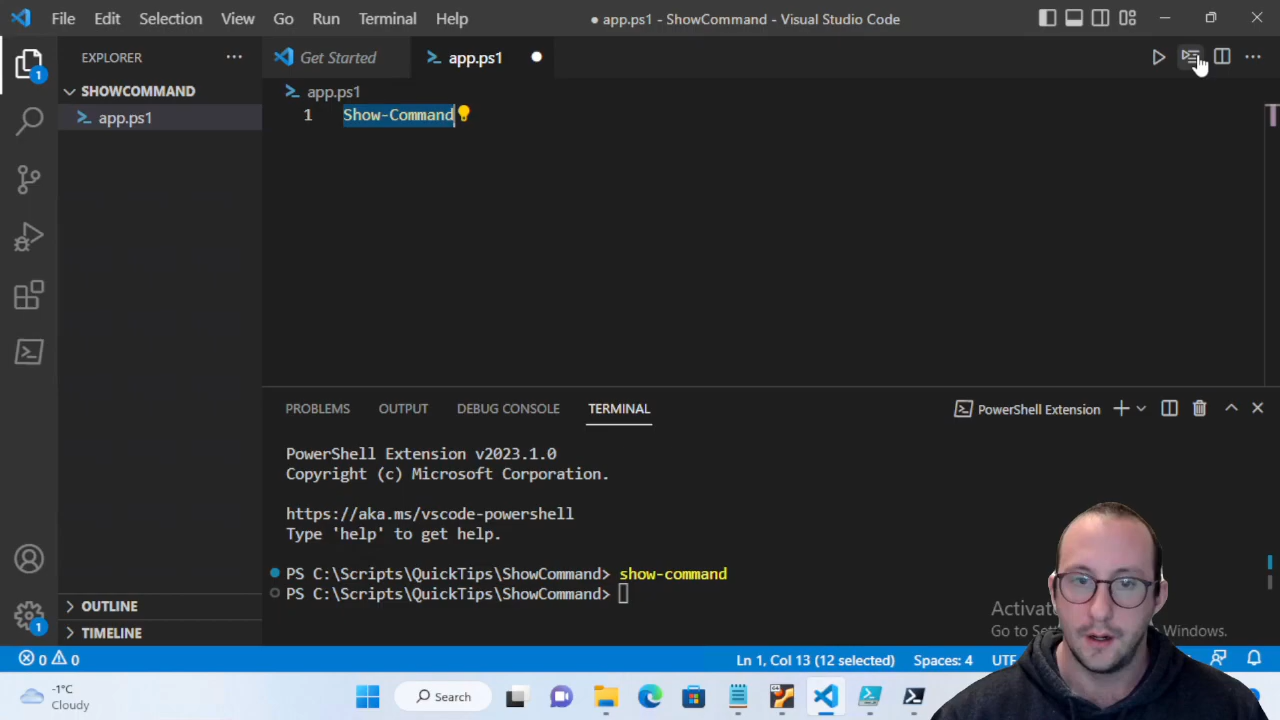 File Edit Selection View Go Run Terminal Help
● app.ps1 - ShowCommand - Visual Studio Code
EXPLORER
Get Started
app.ps1
SHOWCOMMAND
app.ps1
app.ps1
1 Show-Command
PROBLEMS OUTPUT DEBUG CONSOLE TERMINAL
PowerShell Extension
PowerShell Extension v2023.1.0
Copyright (c) Microsoft Corporation.
https://aka.ms/vscode-powershell
Type 'help' to get help.
PS C:\Scripts\QuickTips\ShowCommand> show-command
PS C:\Scripts\QuickTips\ShowCommand>
1
1
OUTLINE
TIMELINE
Activate
Go to Windows.
0 0
Ln 1, Col 13 (12 selected) Spaces: 4 UTF
-1°C
Cloudy
Search